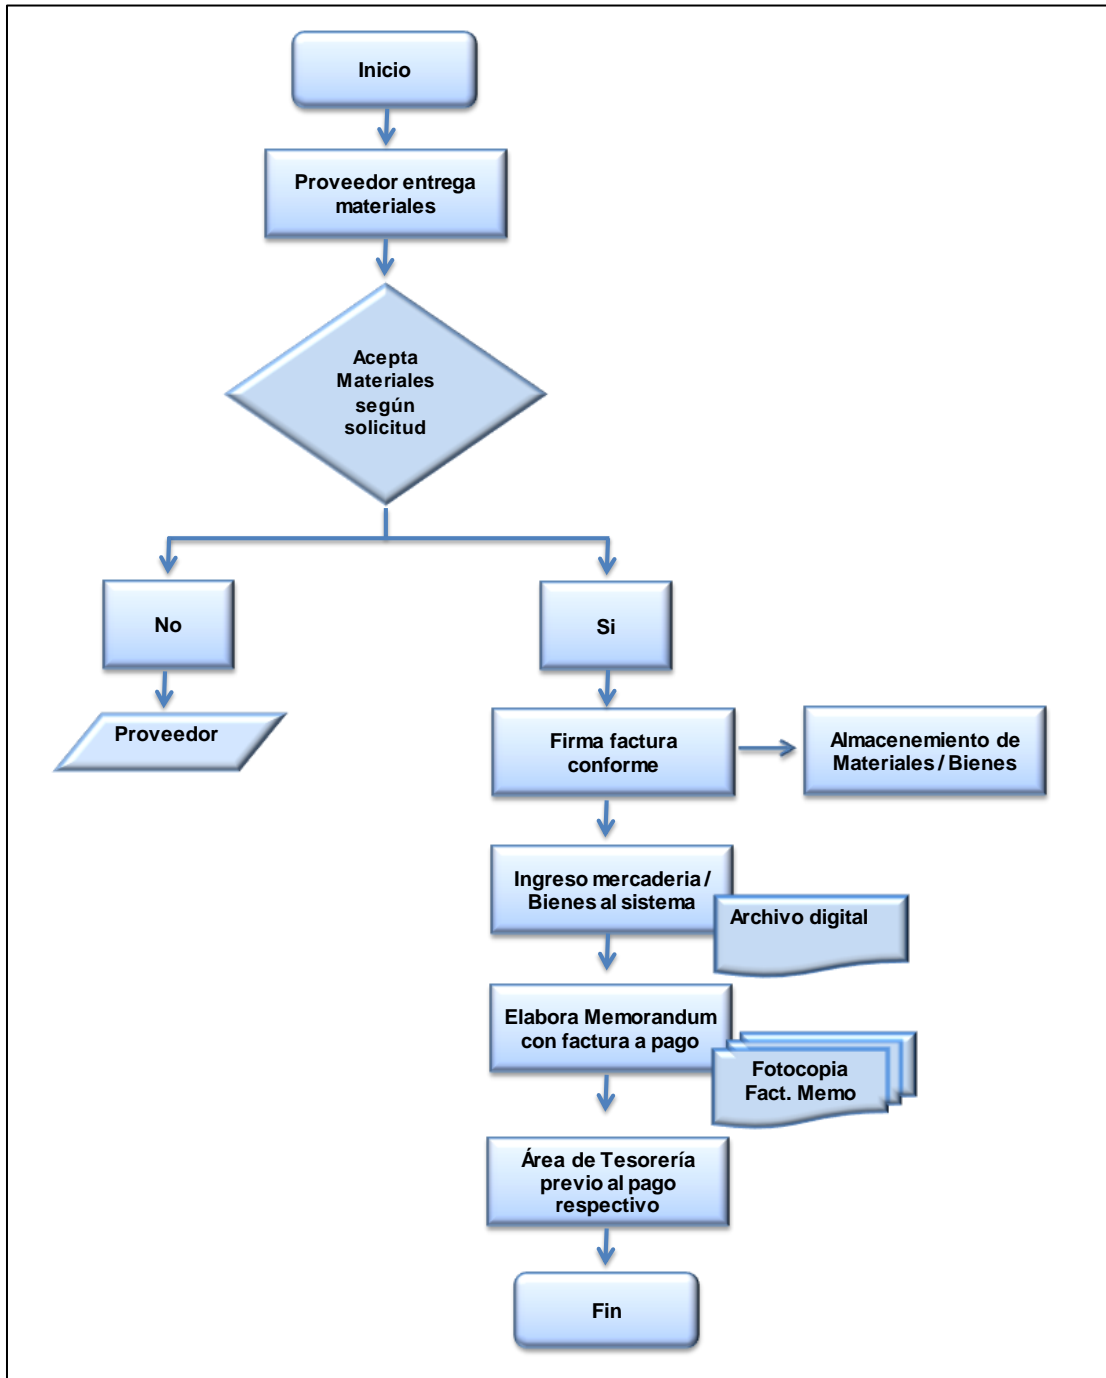 Inicio
Proveedor entrega
materiales
Acepta
Materiales
según
solicitud
No
Si
Proveedor
Firma factura
conforme
Almacenemiento de
Materiales / Bienes
Ingreso mercaderia /
Bienes al sistema
Archivo digital
Elabora Memorandum
con factura a pago
Fotocopia
Fact. Memo
Área de Tesorería
previo al pago
respectivo
Fin